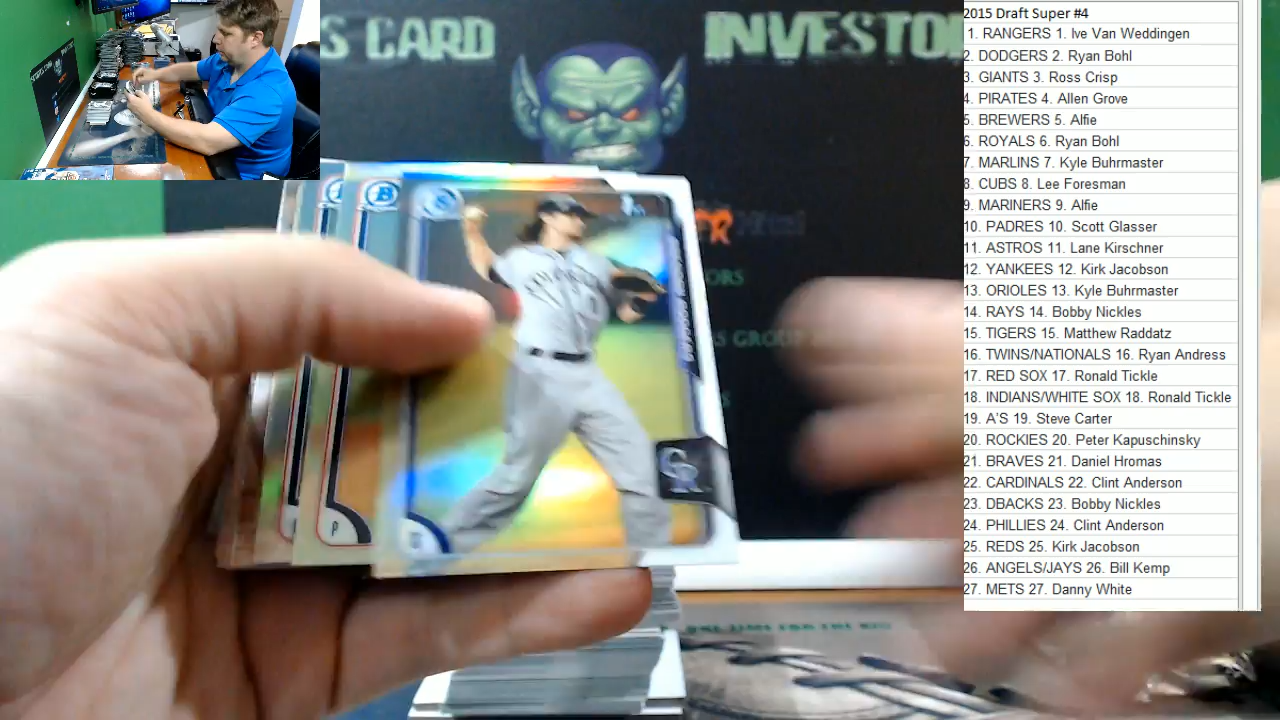 S CARD INVESTO
ORS
S GROUP
CR
B
P
2015 Draft Super #4
1. RANGERS 1. Ive Van Weddingen
2. DODGERS 2. Ryan Bohl
3. GIANTS 3. Ross Crisp
4. PIRATES 4. Allen Grove
5. BREWERS 5. Alfie
6. ROYALS 6. Ryan Bohl
7. MARLINS 7. Kyle Buhrmaster
8. CUBS 8. Lee Foresman
9. MARINERS 9. Alfie
10. PADRES 10. Scott Glasser
11. ASTROS 11. Lane Kirschner
12. YANKEES 12. Kirk Jacobson
13. ORIOLES 13. Kyle Buhrmaster
14. RAYS 14. Bobby Nickles
15. TIGERS 15. Matthew Raddatz
16. TWINS/NATIONALS 16. Ryan Andress
17. RED SOX 17. Ronald Tickle
18. INDIANS/WHITE SOX 18. Ronald Tickle
19. A'S 19. Steve Carter
20. ROCKIES 20. Peter Kapuschinsky
21. BRAVES 21. Daniel Hromas
22. CARDINALS 22. Clint Anderson
23. DBACKS 23. Bobby Nickles
24. PHILLIES 24. Clint Anderson
25. REDS 25. Kirk Jacobson
26. ANGELS/JAYS 26. Bill Kemp
27. METS 27. Danny White